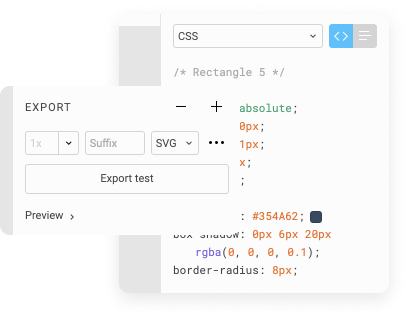 CSS
/* Rectangle 5 */
EXPORT
absolute;
0px;
1px;
1x
Suffix
SVG
x;
Export test
;
Preview
: #354A62;
box shadow: 0px 6px 20px
rgba(0, 0, 0, 0.1);
border-radius: 8px;